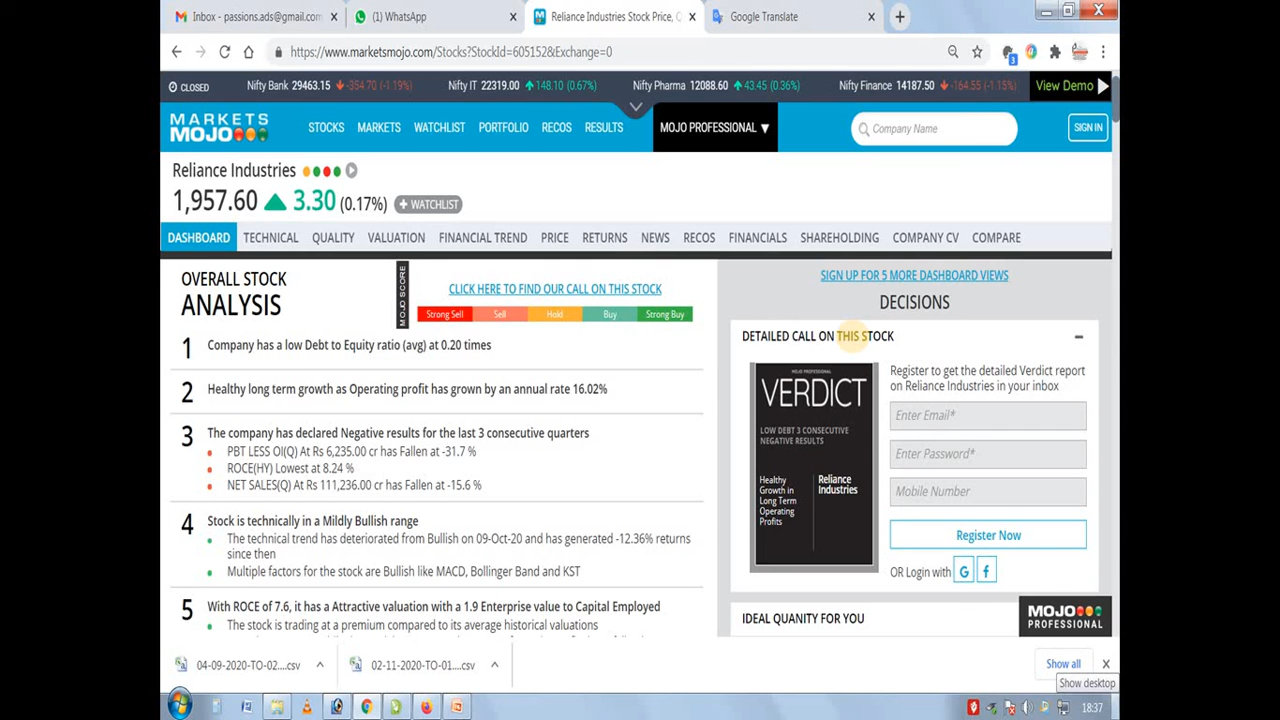 Inbox - passions.ads@gmail.com
(1) WhatsApp
Reliance Industries Stock Price, Q
Google Translate
https://www.marketsmojo.com/Stocks?StockId=605152&Exchange=0
3
CLOSED
Nifty Bank 29463.15 -354.70 (-1.19%)
Nifty IT 22319.00 148.10 (0.67%)
Nifty Pharma 12088.60 43.45 (0.36%)
Nifty Finance 14187.50 -164.55 (-1.15%)
View Demo
MARKETS
MOJO
STOCKS
MARKETS
WATCHLIST
PORTFOLIO
RECOS
RESULTS
MOJO PROFESSIONAL
Company Name
SIGN IN
Reliance Industries
1,957.60 3.30 (0.17%)
+ WATCHLIST
DASHBOARD
TECHNICAL
QUALITY
VALUATION
FINANCIAL TREND
PRICE
RETURNS
NEWS
RECOS
FINANCIALS
SHAREHOLDING
COMPANY CV
COMPARE
OVERALL STOCK
ANALYSIS
MOJO SCORE
CLICK HERE TO FIND OUR CALL ON THIS STOCK
Strong Sell
Sell
Hold
Buy
Strong Buy
1 Company has a low Debt to Equity ratio (avg) at 0.20 times
2 Healthy long term growth as Operating profit has grown by an annual rate 16.02%
3 The company has declared Negative results for the last 3 consecutive quarters
PBT LESS OI(Q) At Rs 6,235.00 cr has Fallen at -31.7 %
ROCE(HY) Lowest at 8.24 %
NET SALES(Q) At Rs 111,236.00 cr has Fallen at -15.6 %
4 Stock is technically in a Mildly Bullish range
The technical trend has deteriorated from Bullish on 09-Oct-20 and has generated -12.36% returns
since then
Multiple factors for the stock are Bullish like MACD, Bollinger Band and KST
5 With ROCE of 7.6, it has a Attractive valuation with a 1.9 Enterprise value to Capital Employed
The stock is trading at a premium compared to its average historical valuations
SIGN UP FOR 5 MORE DASHBOARD VIEWS
DECISIONS
DETAILED CALL ON THIS STOCK
MOJO PROFESSIONAL
VERDICT
LOW DEBT 3 CONSECUTIVE
NEGATIVE RESULTS
Healthy
Growth in
Long Term
Operating
Profits
Reliance
Industries
Register to get the detailed Verdict report
on Reliance Industries in your inbox
Enter Email*
Enter Password*
Mobile Number
Register Now
OR Login with G f
IDEAL QUANITY FOR YOU
MOJO
PROFESSIONAL
04-09-2020-TO-02....csv
02-11-2020-TO-01....csv
Show all
Show desktop
18:37